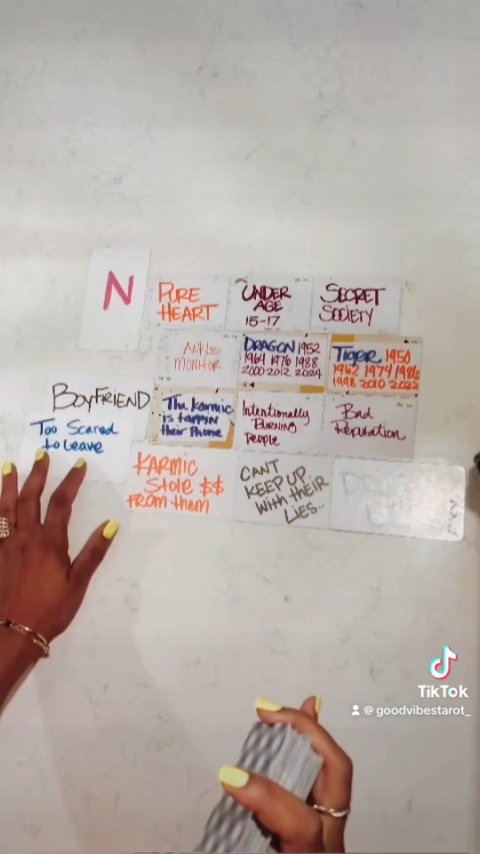 N
PURE
HEART
UNDER
AGE
15-17
SECRET
SOCIETY
ANKLE
MONITOR
DRAGON 1952
1964 1976 1988
2000 2012 2024
TIGER 1950
1962 1974 1986
1998 2010 2022
BOYFRIEND
Too Scared
to Leave
The karmic
is tappin
their Phone
Intentionally
Burning
People
Bad
Reputation
KARMIC
Stole $$
FROM them
CANT
KEEP UP
WITH THEIR
LIES..
TikTok
@goodvibestarot_